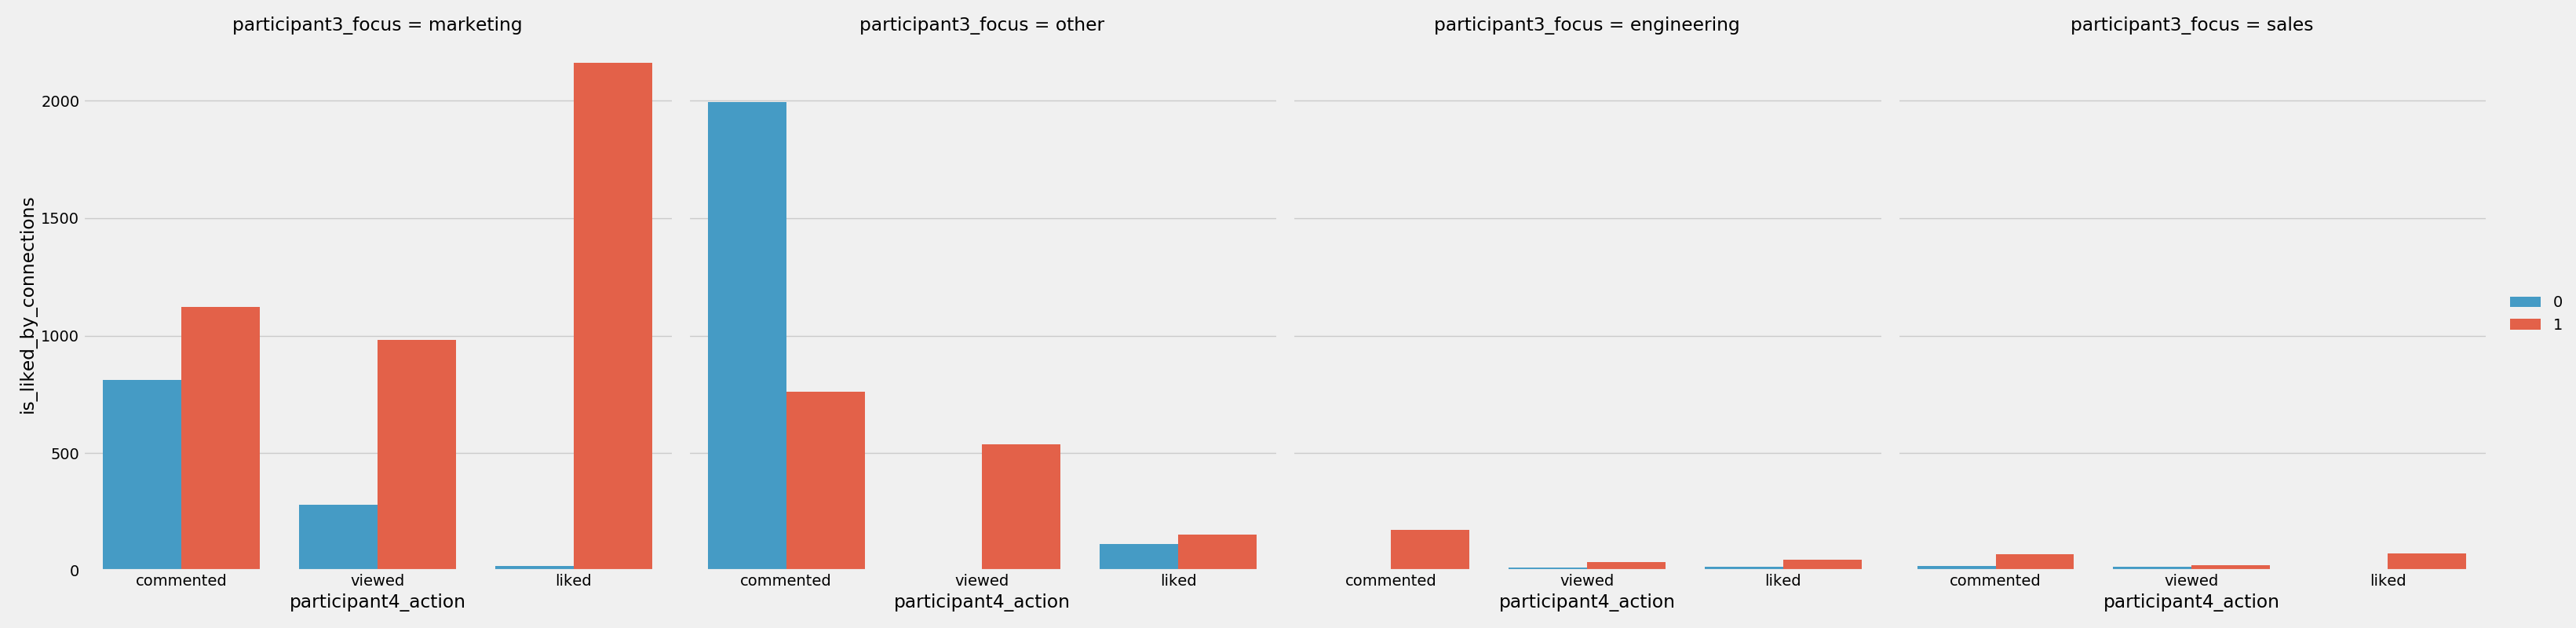 participant3_focus = marketing
participant3_focus = other
participant3_focus = engineering
participant3_focus = sales
is_liked_by_connections
2000
1500
1000
500
0
commented viewed liked
commented viewed liked
commented viewed liked
commented viewed liked
participant4_action
participant4_action
participant4_action
participant4_action
0
1